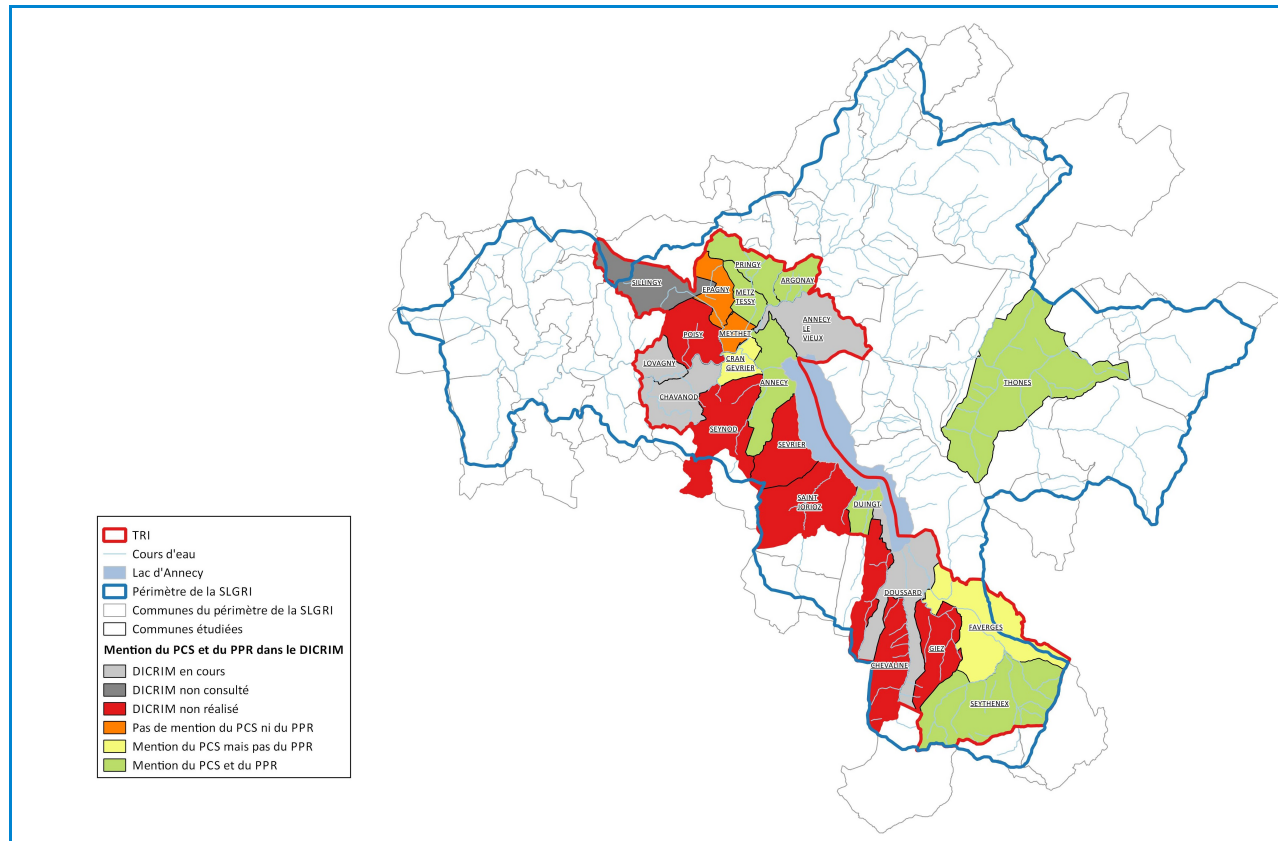 PRINGY
ARGONAY
SILLINGY
EPAGNY
METZ
TESSY
ANNECY
LE
VIEUX
POISY
MEYTHET
LOVAGNY
CRAN
GEVRIER
ANNECY
THONES
CHAVANOD
SEYNOD
SEVRIER
SAINT
JORIOZ
DUINGT
DOUSSARD
FAVERGES
GIEZ
CHEVALINE
SEYTHENEX
TRI
Cours d'eau
Lac d'Annecy
Périmètre de la SLGRI
Communes du périmètre de la SLGRI
Communes étudiées
Mention du PCS et du PPR dans le DICRIM
DICRIM en cours
DICRIM non consulté
DICRIM non réalisé
Pas de mention du PCS ni du PPR
Mention du PCS mais pas du PPR
Mention du PCS et du PPR